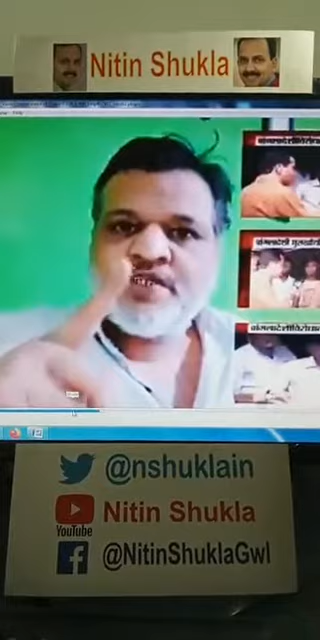 Nitin Shukla
बांग्लादेशी
@nshuklain
YouTube
Nitin Shukla
@NitinShuklaGwl